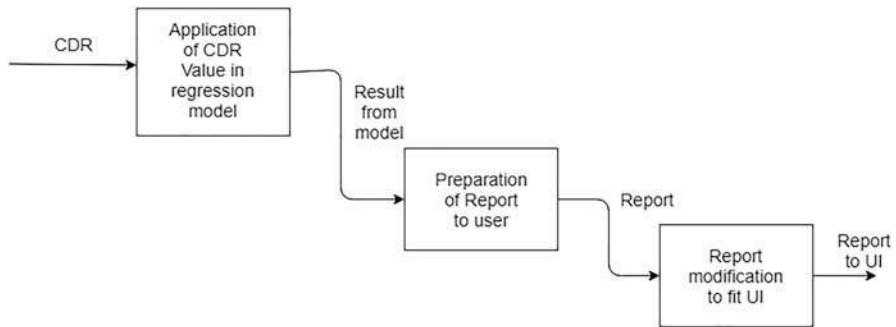 CDR
Application
of CDR
Value in
regression
model
Result
from
model
Preparation
of Report
to user
Report
Report
modification
to fit UI
Report
to UI